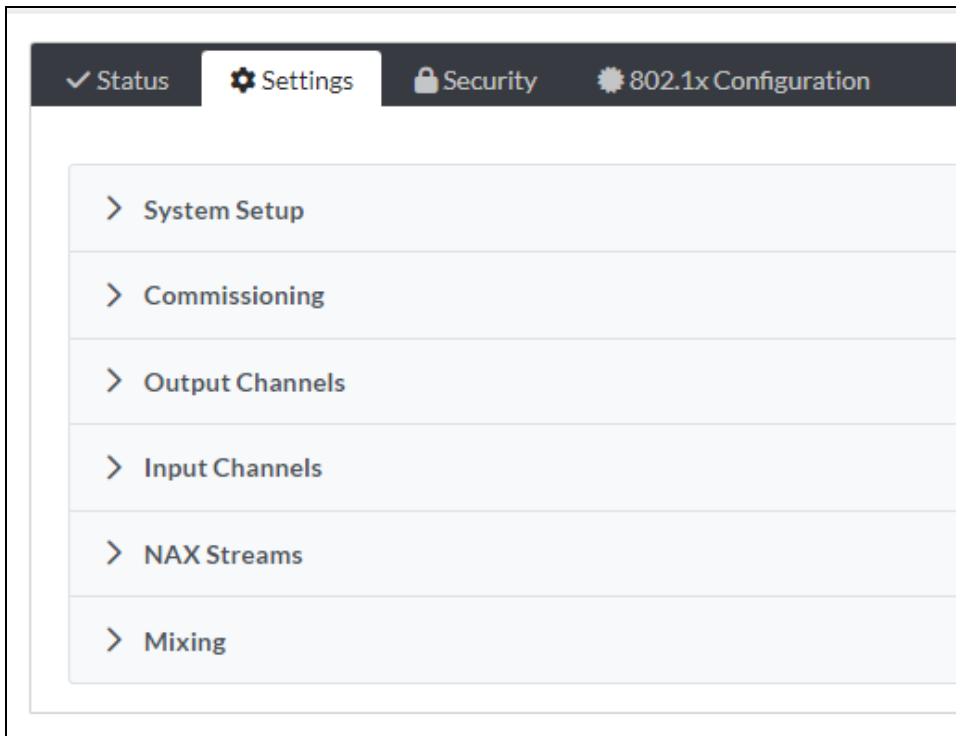 Status Settings Security 802.1x Configuration
System Setup
Commissioning
Output Channels
Input Channels
NAX Streams
Mixing